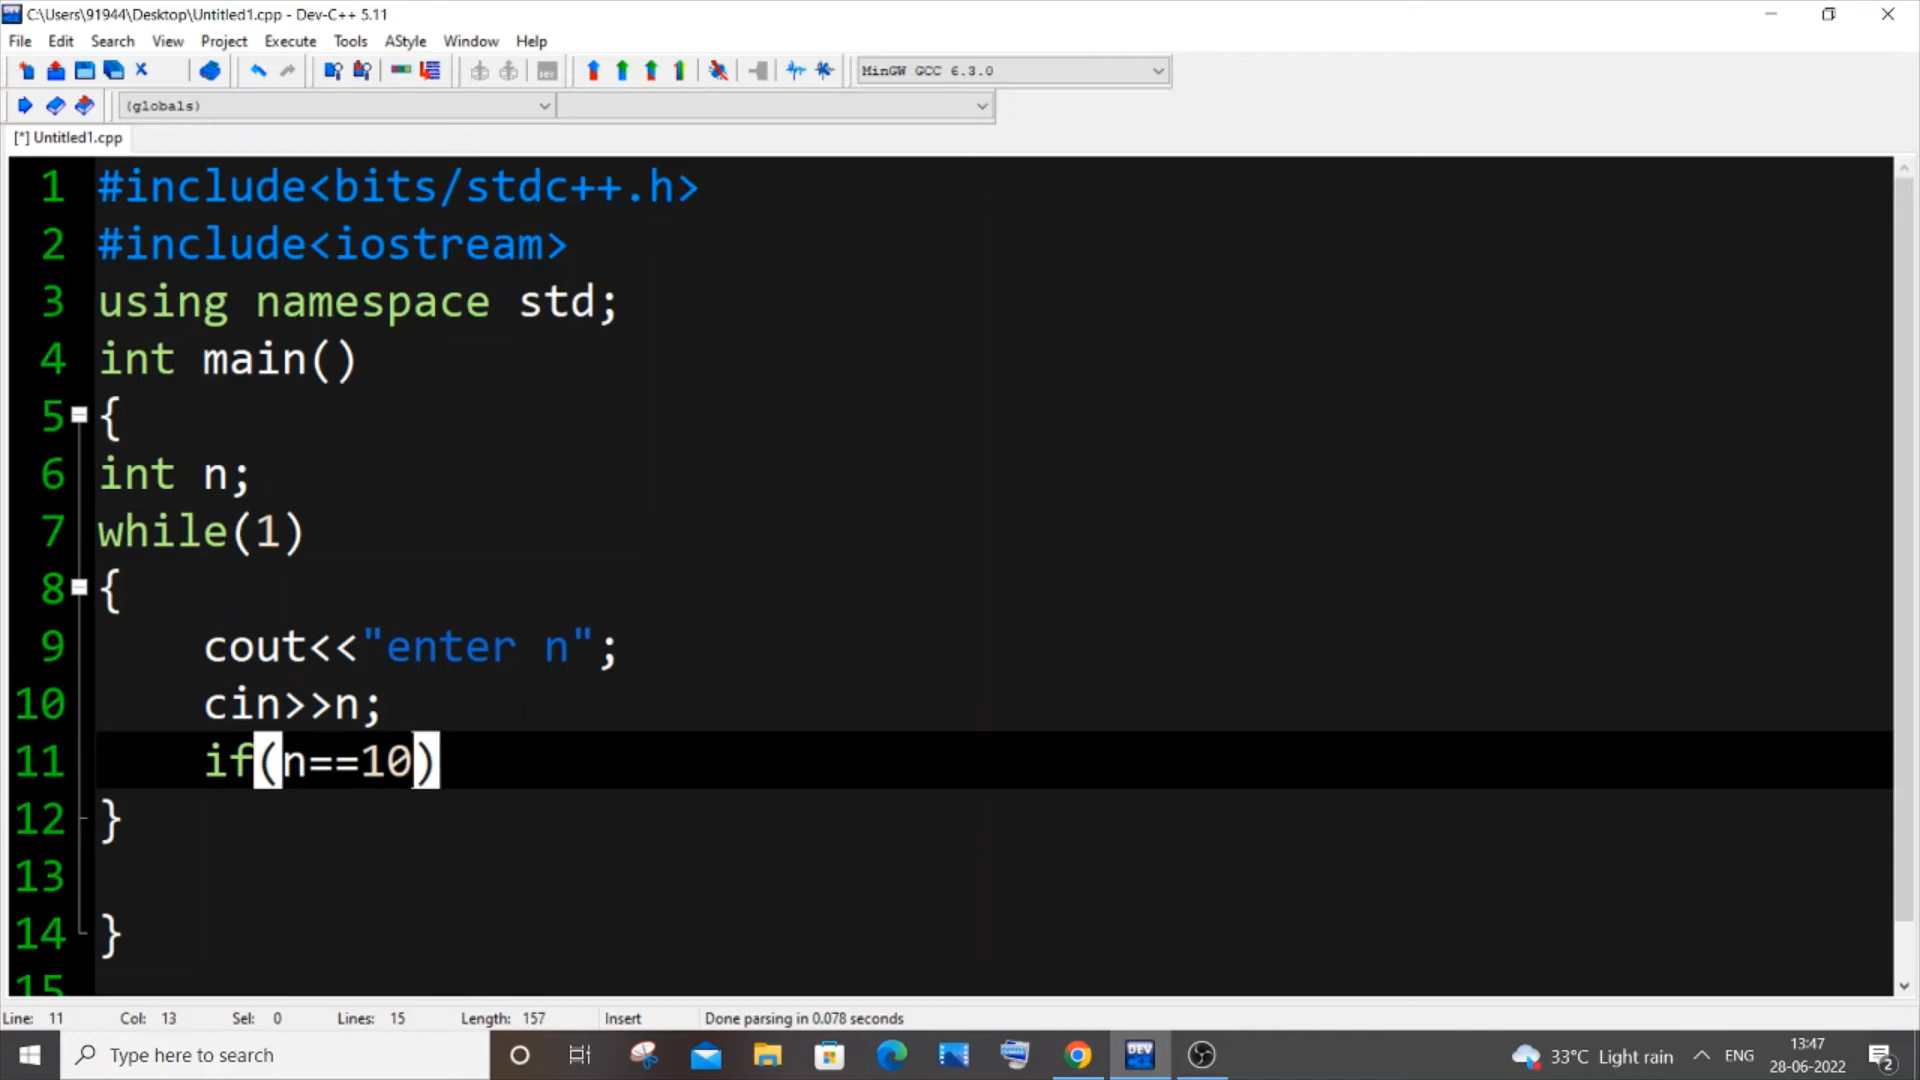 C:\Users\91944\Desktop\Untitled1.cpp - Dev-C++ 5.11
File Edit Search View Project Execute Tools AStyle Window Help
MinGW GCC 6.3.0
(globals)
[*] Untitled1.cpp
1 #include<bits/stdc++.h>
2 #include<iostream>
3 using namespace std;
4 int main()
5 {
6 int n;
7 while(1)
8 {
9 cout<<"enter n";
10 cin>>n;
11 if(n==10)
12 }
13
14 }
15
Line: 11 Col: 13 Sel: 0 Lines: 15 Length: 157 Insert Done parsing in 0.078 seconds
Type here to search
DEV
33°C Light rain
ENG
13:47
28-06-2022
2